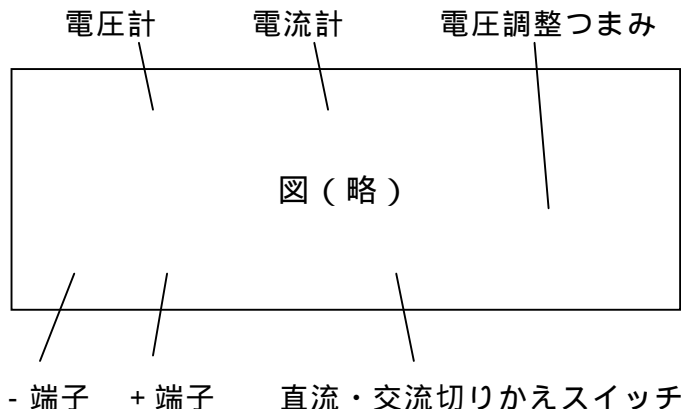 電圧計 電流計 電圧調整つまみ
図(略)
- 端子 + 端子 直流・交流切りかえスイッチ